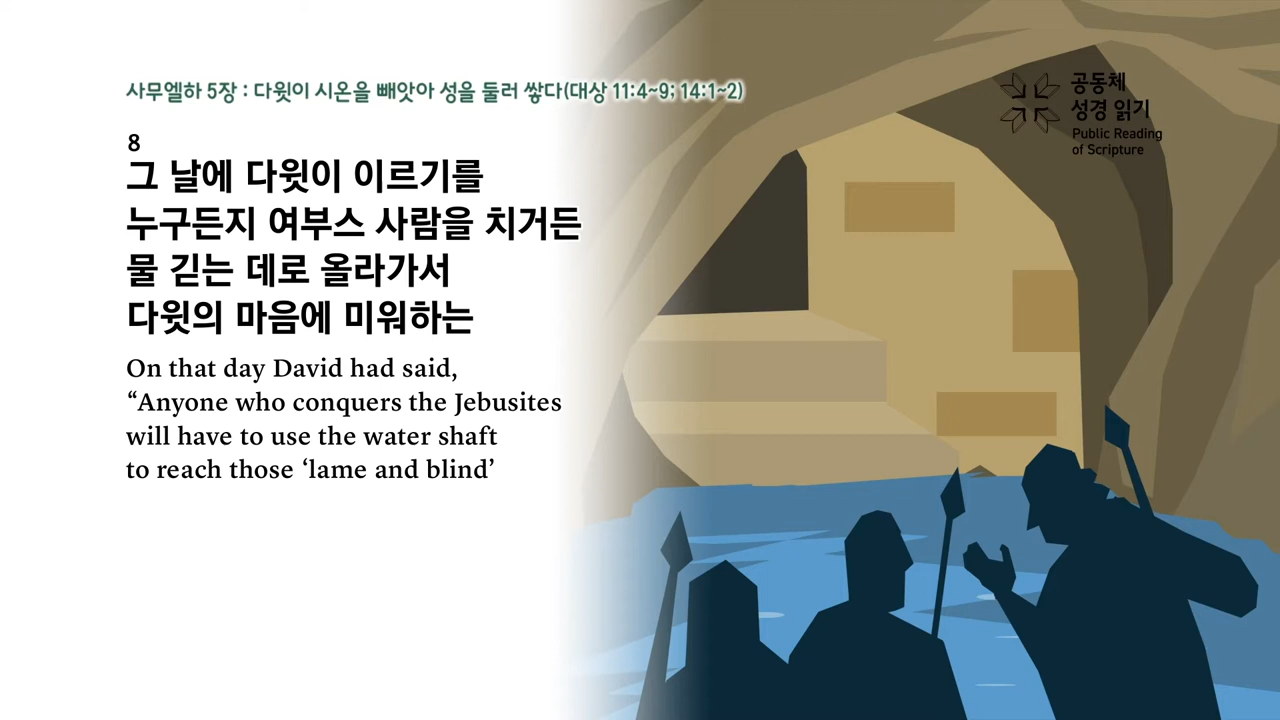 사무엘하 5장 : 다윗이 시온을 빼앗아 성을 둘러 쌓다(대상 11:4~9; 14:1~2)
공동체
성경 읽기
Public Reading
of Scripture
8
그 날에 다윗이 이르기를
누구든지 여부스 사람을 치거든
물 긷는 데로 올라가서
다윗의 마음에 미워하는
On that day David had said,
“Anyone who conquers the Jebusites
will have to use the water shaft
to reach those ‘lame and blind’